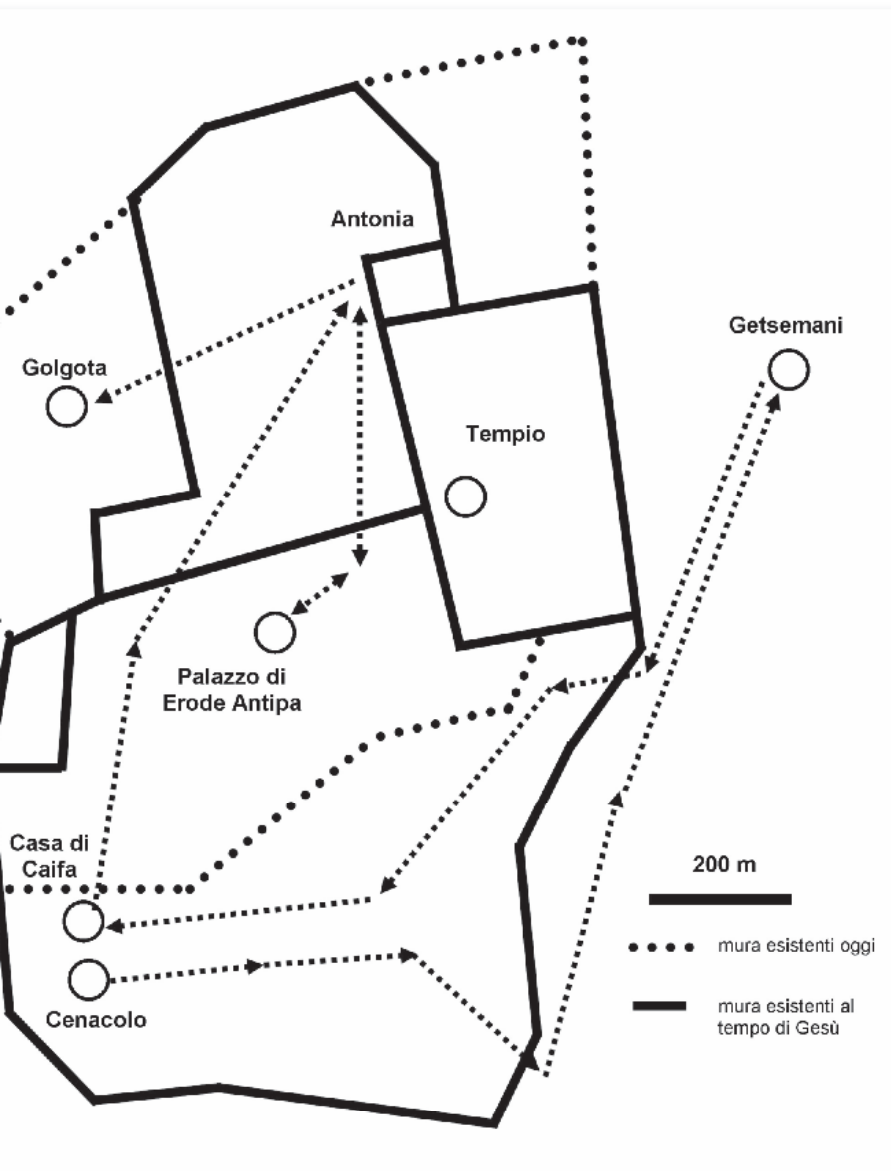 Antonia
Getsemani
Golgota
Tempio
Palazzo di
Erode Antipa
Casa di
Caifa
200 m
mura esistenti oggi
mura esistenti al
tempo di Gesù
Cenacolo